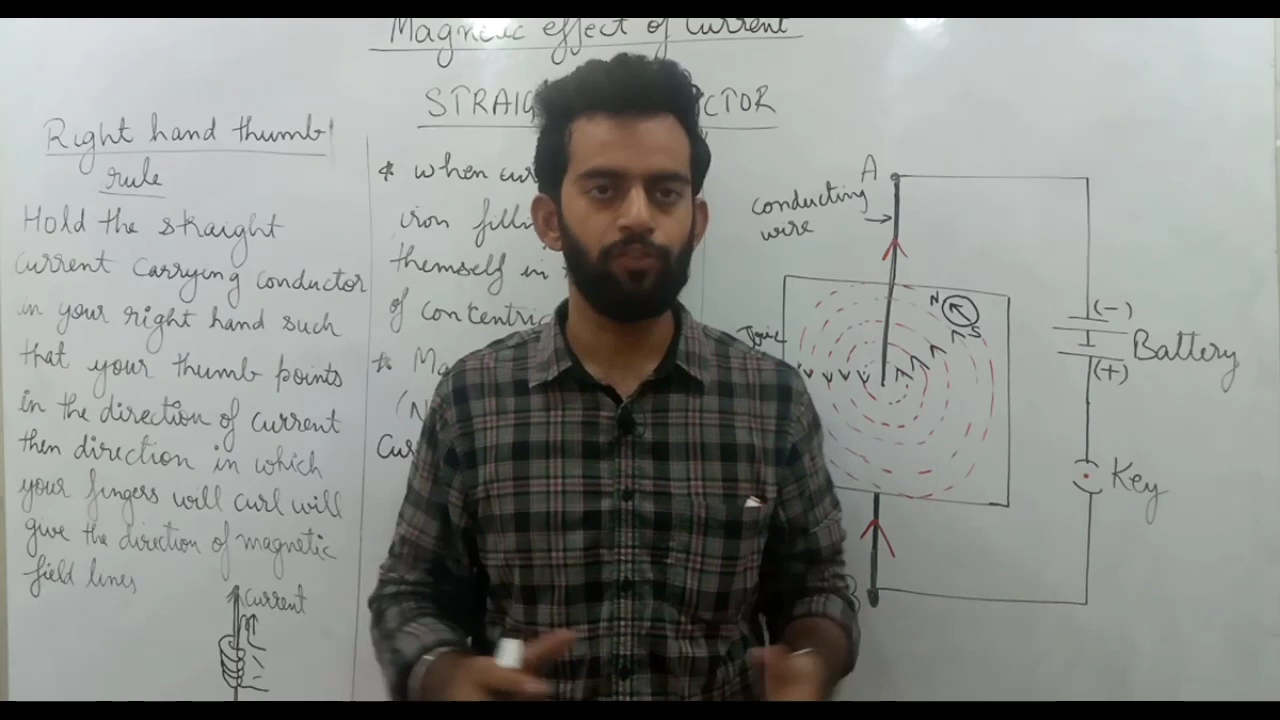 Magnetic effect of Current
STRAIG CTOR
Right hand thumb
rule
Hold the straight
current carrying conductor
in your right hand such
that your thumb points
in the direction of current
then direction in which
your fingers will curl will
give the direction of magnetic
field lines
current
* when cur
iron filli
themself in
of concentric
* Ma
(N
Cur
A
conducting
wire
N
S
(-)
Battery
(+)
Key